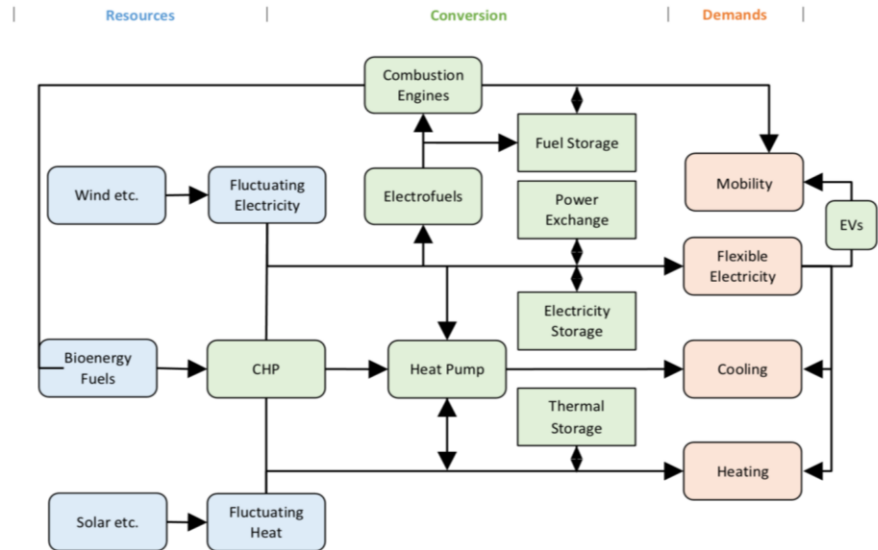 Resources
Conversion
Demands
Combustion
Engines
Fuel Storage
Wind etc.
Fluctuating
Electricity
Electrofuels
Power
Exchange
Mobility
EVs
Flexible
Electricity
Electricity
Storage
Bioenergy
Fuels
CHP
Heat Pump
Cooling
Thermal
Storage
Heating
Solar etc.
Fluctuating
Heat